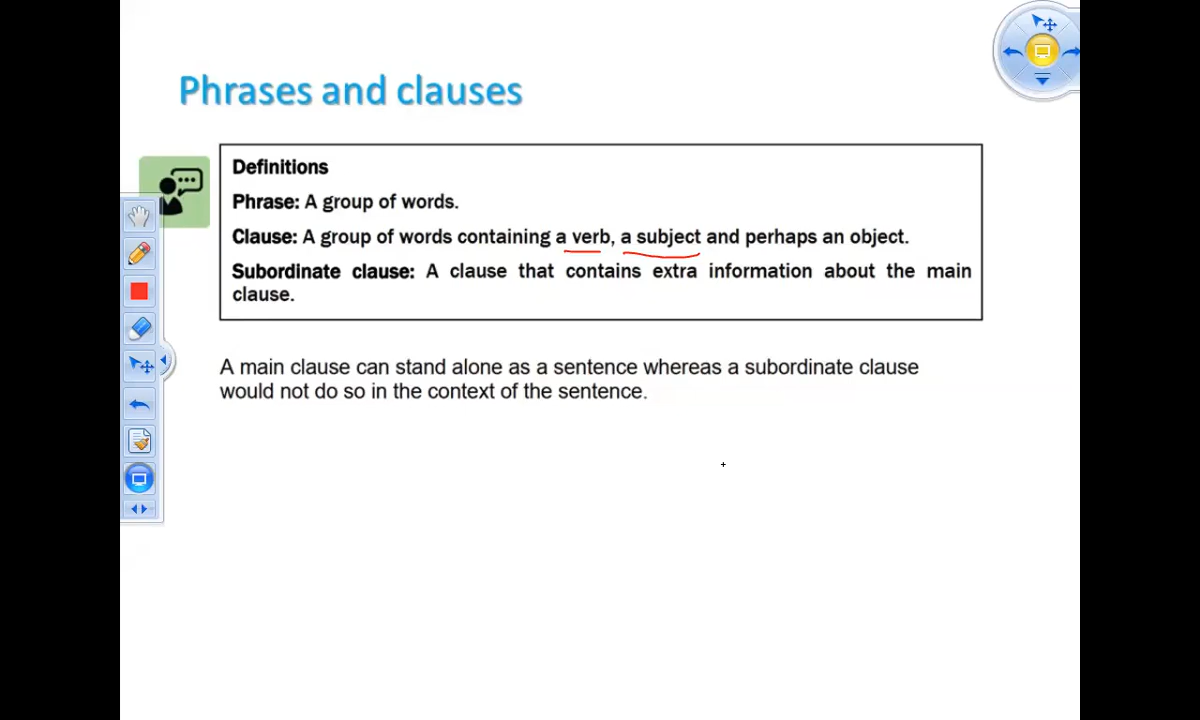 Phrases and clauses
Definitions
Phrase: A group of words.
Clause: A group of words containing a verb, a subject and perhaps an object.
Subordinate clause: A clause that contains extra information about the main
clause.
A main clause can stand alone as a sentence whereas a subordinate clause
would not do so in the context of the sentence.